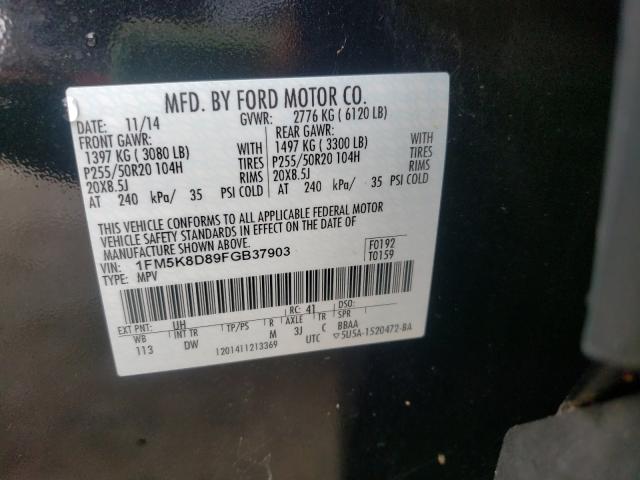 MFD. BY FORD MOTOR CO.
DATE: 11/14 GVWR: 2776 KG ( 6120 LB)
FRONT GAWR: REAR GAWR:
1397 KG ( 3080 LB) WITH 1497 KG ( 3300 LB) WITH
P255/50R20 104H TIRES P255/50R20 104H TIRES
20X8.5J RIMS 20X8.5J RIMS
AT 240 kPa/ 35 PSI COLD AT 240 kPa/ 35 PSI COLD
THIS VEHICLE CONFORMS TO ALL APPLICABLE FEDERAL MOTOR
VEHICLE SAFETY STANDARDS IN EFFECT ON THE DATE OF
MANUFACTURE SHOWN ABOVE.
VIN: 1FM5K8D89FGB37903 F0192
TYPE: MPV T0159
EXT PNT: UH RC: 41 DSO:
WB INT TR TP/PS R AXLE TR SPR
113 DW M 3J C BBAA
1201411213369 UTC ▽5U5A-1520472-BA